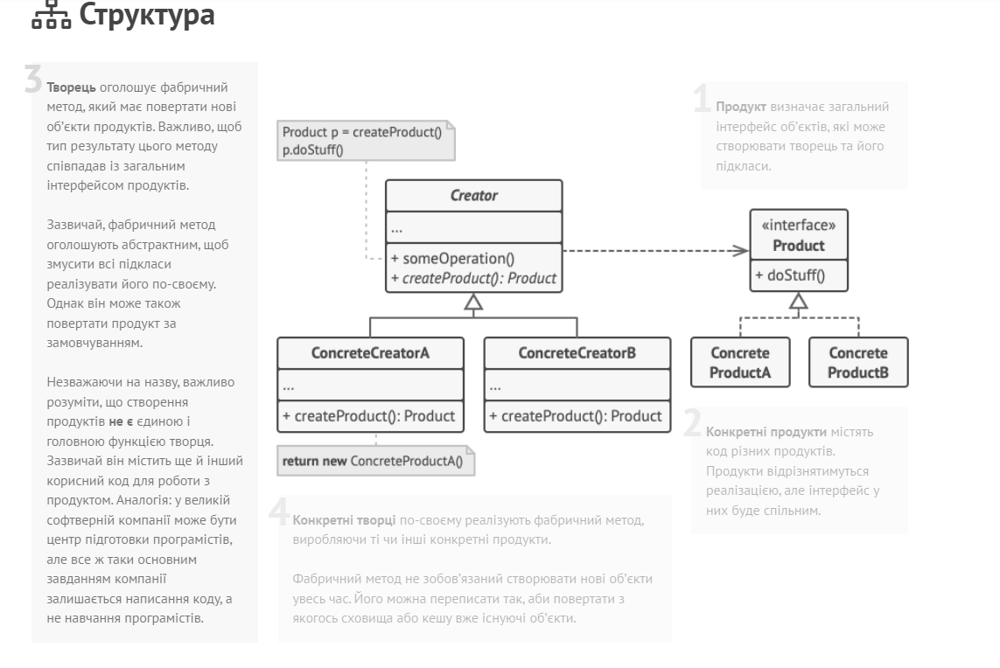 Структура
3
Творець оголошує фабричний
метод, який має повертати нові
об'єкти продуктів. Важливо, щоб
тип результату цього методу
співпадав із загальним
інтерфейсом продуктів.
Зазвичай, фабричний метод
оголошують абстрактним, щоб
змусити всі підкласи
реалізувати його по-своєму.
Однак він може також
повертати продукт за
замовчуванням.
Незважаючи на назву, важливо
розуміти, що створення
продуктів не є єдиною і
головною функцією творця.
Зазвичай він містить ще й інший
корисний код для роботи з
продуктом. Аналогія: у великій
софтверній компанії може бути
центр підготовки програмістів,
але все ж таки основним
завданням компанії
залишається написання коду, а
не навчання програмістів.
Product p = createProduct()
p.doStuff()
Creator
...
+ someOperation()
+ createProduct(): Product
ConcreteCreatorA
...
+ createProduct(): Product
return new ConcreteProductA()
ConcreteCreatorB
...
+ createProduct(): Product
1
Продукт визначає загальний
інтерфейс об'єктів, які може
створювати творець та його
підкласи.
«interface»
Product
+ doStuff()
Concrete
ProductA
Concrete
ProductB
2
Конкретні продукти містять
код різних продуктів.
Продукти відрізнятимуться
реалізацією, але інтерфейс у
них буде спільним.
4
Конкретні творці по-своєму реалізують фабричний метод,
виробляючи ті чи інші конкретні продукти.
Фабричний метод не зобов'язаний створювати нові об'єкти
увесь час. Його можна переписати так, аби повертати з
якогось сховища або кешу вже існуючі об'єкти.